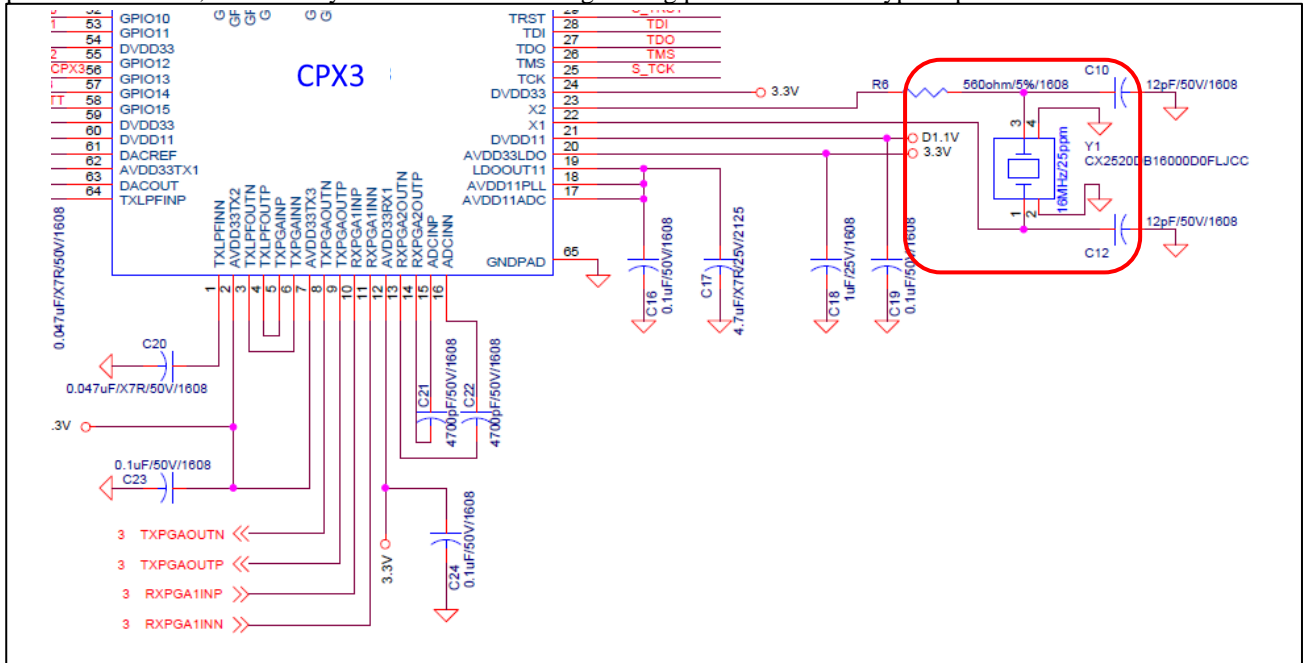 53 GPIO10
54 GPIO11
55 DVDD33
56 GPIO12
57 GPIO13
58 GPIO14
59 GPIO15
60 DVDD33
61 DVDD11
62 DACREF
63 AVDD33TX1
64 DACOUT
TXLPFINP
CPX3
CPX3
TRST
28 TDI TDI
27 TDO TDO
26 TMS TMS
25 TCK S_TCK
24 DVDD33 3.3V
23 X2
22 X1
21 DVDD11 D1.1V
20 AVDD33LDO 3.3V
19 LDOOUT11
18 AVDD11PLL
17 AVDD11ADC
65 GNDPAD
R6 560ohm/5%/1608
C10 12pF/50V/1608
3 4
Y1
CX2520DB16000D0FLJCC
16MHz/25ppm
1 2
12pF/50V/1608
C12
TXLPFINN
AVDD33TX2
TXLPFOUTN
TXLPFOUTP
TXPGAINP
TXPGAINN
AVDD33TX3
TXPGAOUTN
TXPGAOUTP
RXPGA1INP
RXPGA1INN
AVDD33RX1
RXPGA2OUTN
RXPGA2OUTP
ADCINP
ADCINN
1 2 3 4 5 6 7 8 9 10 11 12 13 14 15 16
C16 0.1uF/50V/1608
C17 4.7uF/X7R/25V/2125
C18 1uF/25V/1608
C19 0.1uF/50V/1608
0.047uF/X7R/50V/1608
C20
0.047uF/X7R/50V/1608
C21 4700pF/50V/1608
C22 4700pF/50V/1608
.3V
0.1uF/50V/1608
C23
3.3V
C24 0.1uF/50V/1608
3 TXPGAOUTN
3 TXPGAOUTP
3 RXPGA1INP
3 RXPGA1INN